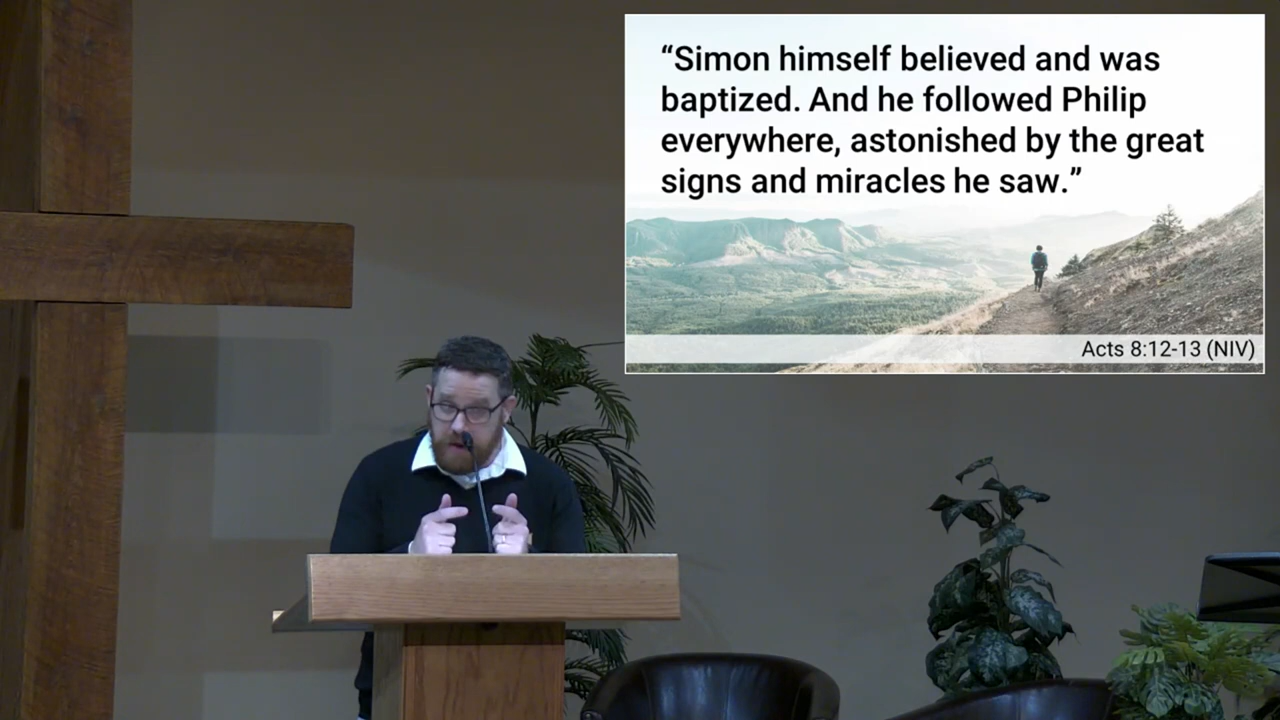 “Simon himself believed and was
baptized. And he followed Philip
everywhere, astonished by the great
signs and miracles he saw.”
Acts 8:12-13 (NIV)